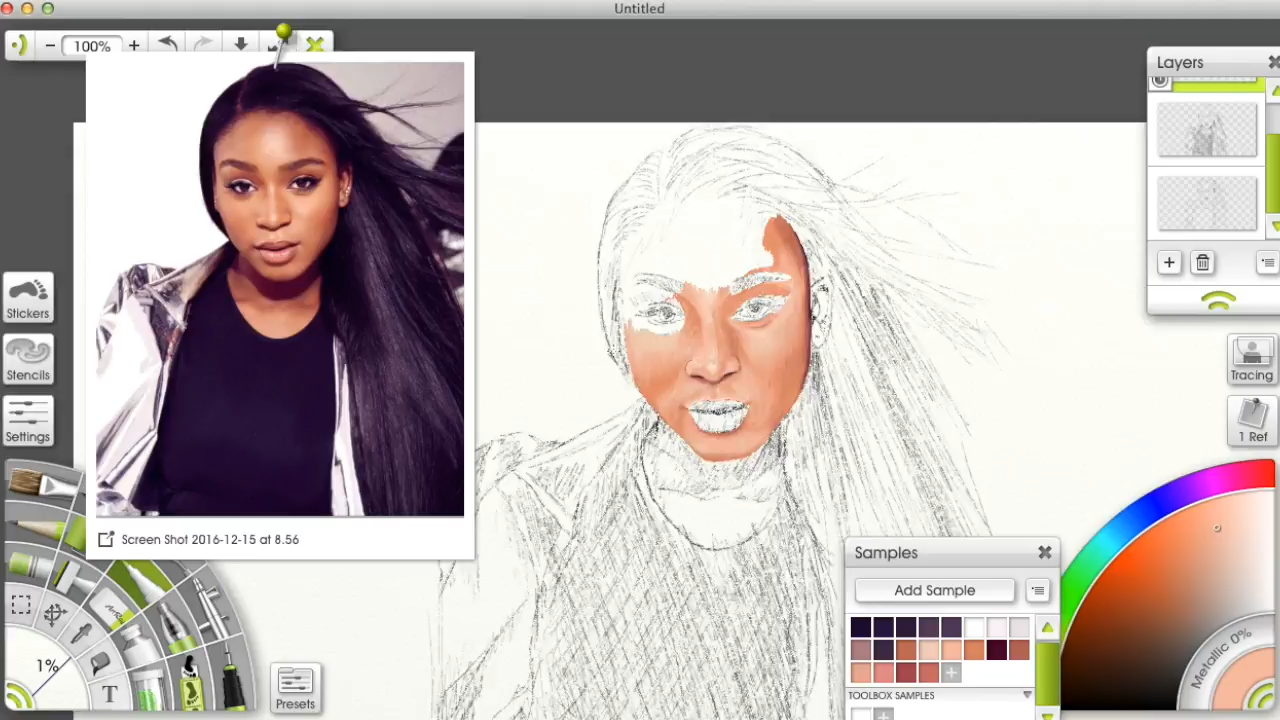 Untitled
100%
Layers
Screen Shot 2016-12-15 at 8.56
Stickers
Stencils
Settings
Tracing
1 Ref
Samples
Add Sample
TOOLBOX SAMPLES
1%
T
Presets
Metallic 0%